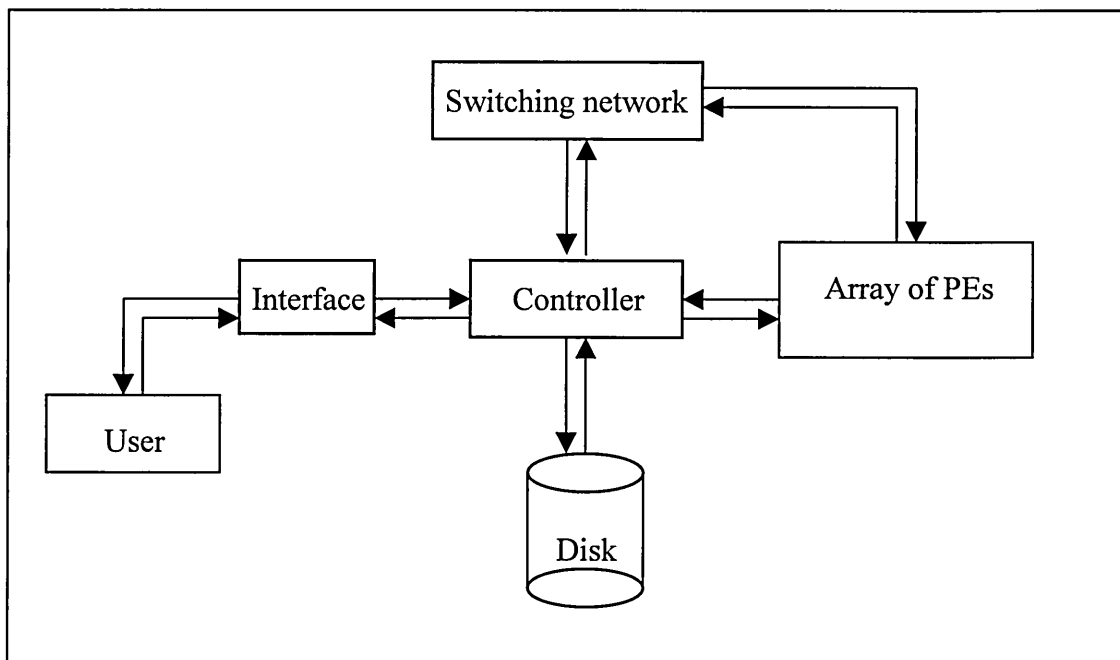 Switching network
Interface
Controller
Array of PEs
User
Disk